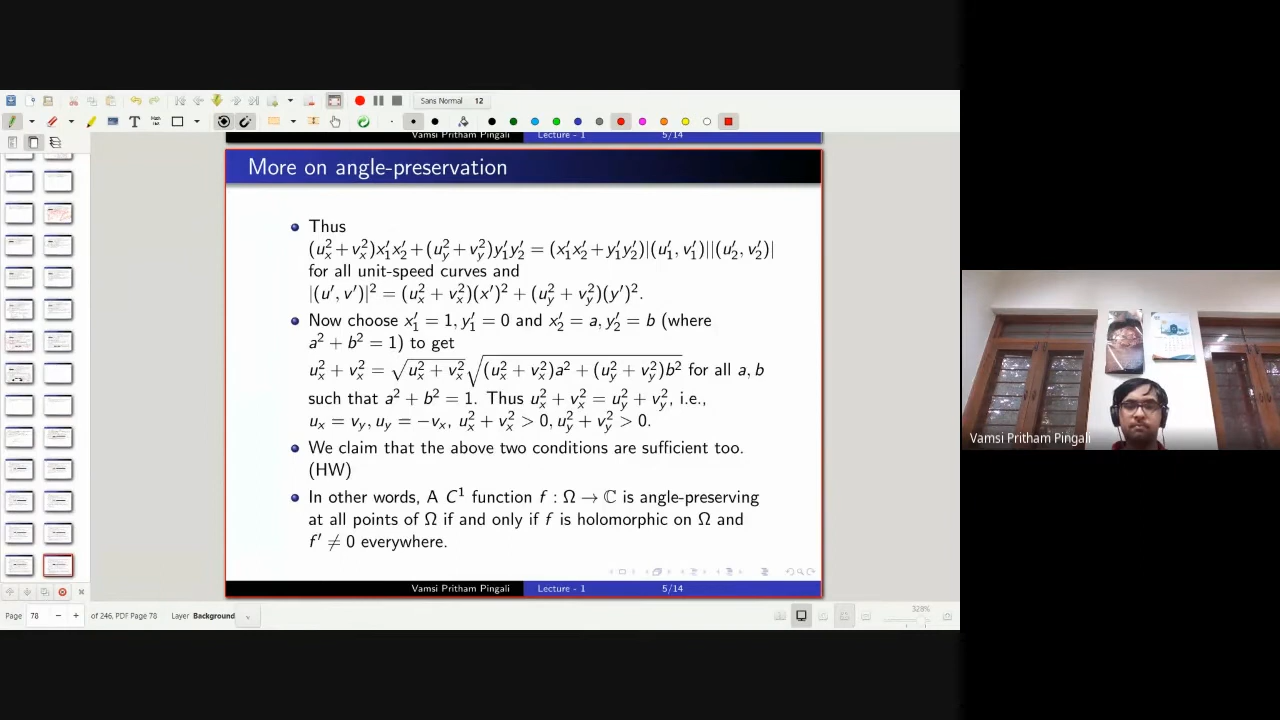 Sans Normal 12
Vamsi Pritham Pingali Lecture - 1 5/14
More on angle-preservation
Thus
(u_x^2 + v_x^2)x_1'x_2' + (u_y^2 + v_y^2)y_1'y_2' = (x_1'x_2' + y_1'y_2')|(u_1', v_1')||(u_2', v_2')|
for all unit-speed curves and
|(u', v')|^2 = (u_x^2 + v_x^2)(x')^2 + (u_y^2 + v_y^2)(y')^2.
Now choose x_1' = 1, y_1' = 0 and x_2' = a, y_2' = b (where
a^2 + b^2 = 1) to get
u_x^2 + v_x^2 = √(u_x^2 + v_x^2) √((u_x^2 + v_x^2)a^2 + (u_y^2 + v_y^2)b^2) for all a, b
such that a^2 + b^2 = 1. Thus u_x^2 + v_x^2 = u_y^2 + v_y^2, i.e.,
u_x = v_y, u_y = −v_x, u_x^2 + v_x^2 > 0, u_y^2 + v_y^2 > 0.
We claim that the above two conditions are sufficient too.
(HW)
In other words, A C^1 function f : Ω → ℂ is angle-preserving
at all points of Ω if and only if f is holomorphic on Ω and
f' ≠ 0 everywhere.
Vamsi Pritham Pingali Lecture - 1 5/14
Page 78 − + of 246, PDF Page 78 Layer Background
328%
Vamsi Pritham Pingali